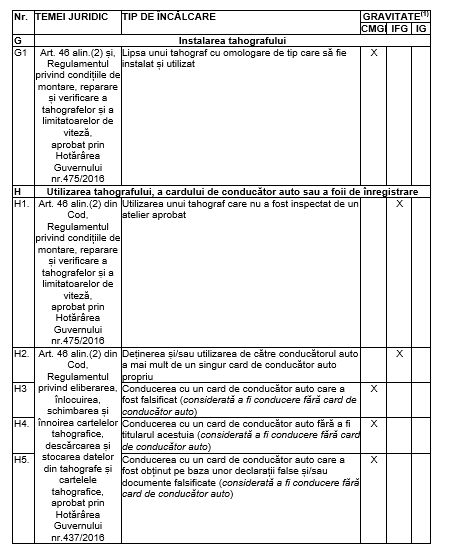 Nr. TEMEI JURIDIC TIP DE ÎNCĂLCARE GRAVITATE(1)
CMGI IFG IG
G Instalarea tahografului
G1 Art. 46 alin.(2) și, Lipsa unui tahograf cu omologare de tip care să fie X
Regulamentul instalat și utilizat
privind condițiile de
montare, reparare
și verificare a
tahografelor și a
limitatoarelor de
viteză,
aprobat prin
Hotărârea
Guvernului
nr.475/2016
H Utilizarea tahografului, a cardului de conducător auto sau a foii de înregistrare
H1. Art. 46 alin.(2) din Utilizarea unui tahograf care nu a fost inspectat de un X
Cod, atelier aprobat
Regulamentul
privind condițiile de
montare, reparare
și verificare a
tahografelor și a
limitatoarelor de
viteză,
aprobat prin
Hotărârea
Guvernului
nr.475/2016
H2. Art. 46 alin.(2) din Deținerea și/sau utilizarea de către conducătorul auto X
Cod, a mai mult de un singur card de conducător auto
Regulamentul propriu
H3 privind eliberarea, Conducerea cu un card de conducător auto care a X
înlocuirea, fost falsificat (considerată a fi conducere fără card de
schimbarea și conducător auto)
H4. înnoirea cartelelor Conducerea cu un card de conducător auto fără a fi X
tahografice, titularul acestuia (considerată a fi conducere fără card
descărcarea și de conducător auto)
H5. stocarea datelor Conducerea cu un card de conducător auto care a X
din tahografe și fost obținut pe baza unor declarații false și/sau
cartelele documente falsificate (considerată a fi conducere fără
tahografice, card de conducător auto)
aprobat prin
Hotărârea
Guvernului
nr.437/2016